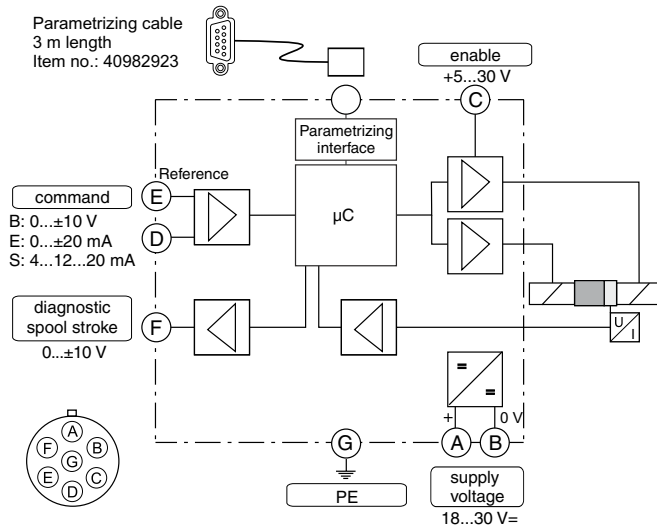 Parametrizing cable
3 m length
Item no.: 40982923
enable
+5...30 V
C
Parametrizing
interface
Reference
E
command
B: 0...±10 V
E: 0...±20 mA
S: 4...12...20 mA
D
µC
diagnostic
spool stroke
F
0...±10 V
U
I
=
=
+
0 V
G
A
B
PE
supply
voltage
18...30 V=
A
F
B
G
E
C
D